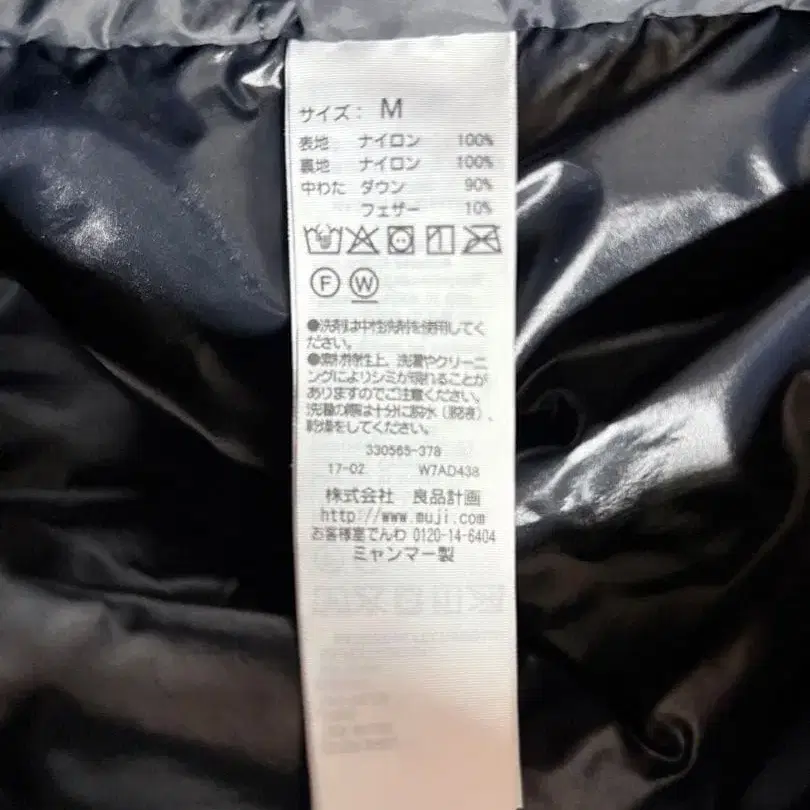 サイズ: M
表地 ナイロン 100%
裏地 ナイロン 100%
中わた ダウン 90%
フェザー 10%
F W
●洗剤は中性洗剤を使用してく
ださい。
●素材特性上、洗濯やクリーニ
ングによりシミが現れることが
ありますのでご注意ください。
洗濯の際は十分に脱水（脱液）、
乾燥をしてください。
330565-378
17-02 W7AD438
株式会社 良品計画
http://www.muji.com
お客様室でんわ 0120-14-6404
ミャンマー製